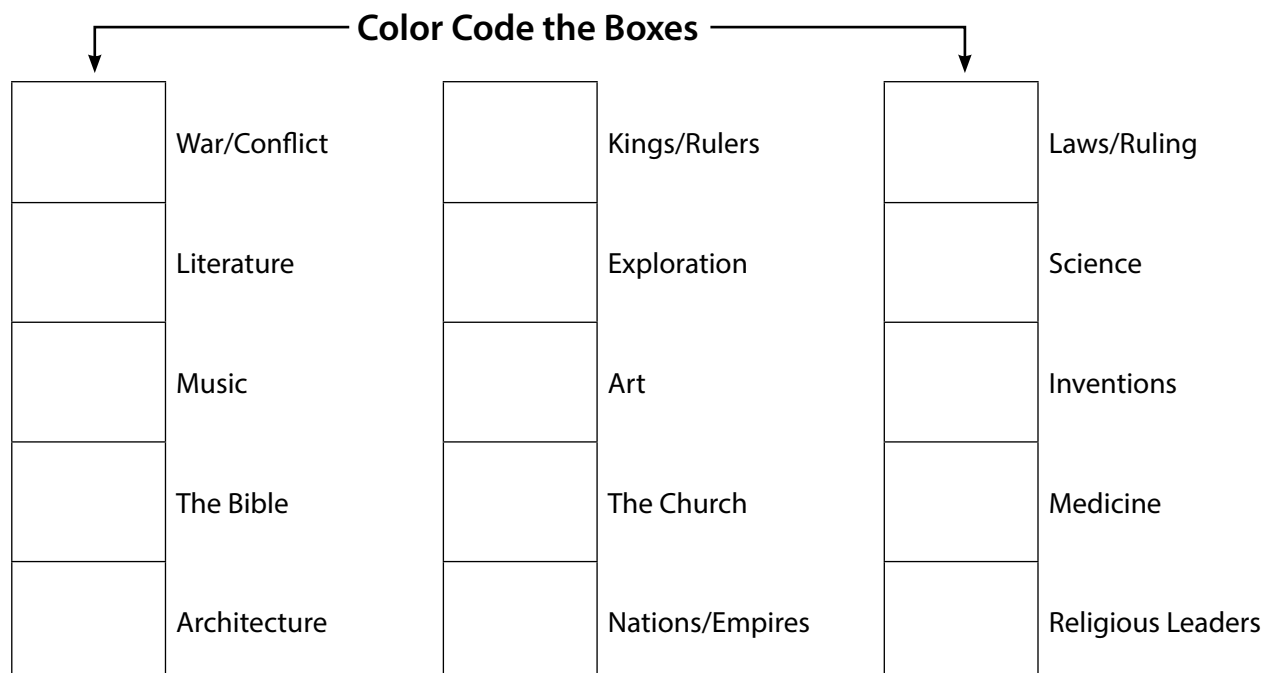 Color Code the Boxes
War/Conflict
Kings/Rulers
Laws/Ruling
Literature
Exploration
Science
Music
Art
Inventions
The Bible
The Church
Medicine
Architecture
Nations/Empires
Religious Leaders